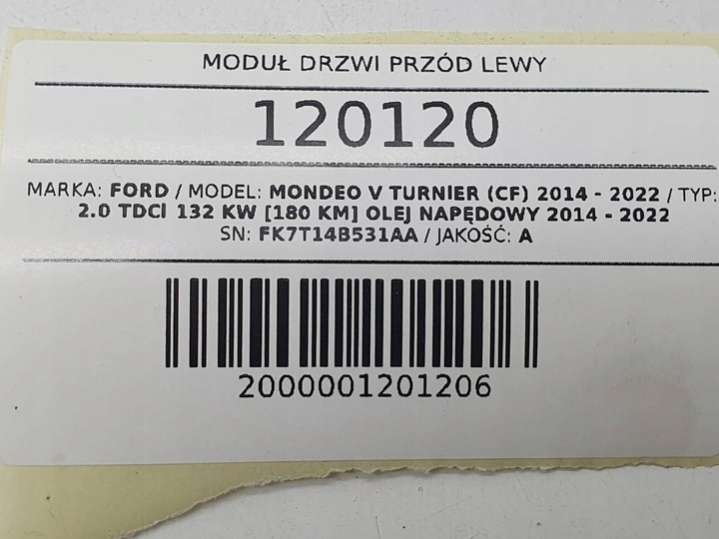 MODUŁ DRZWI PRZÓD LEWY
120120
MARKA: FORD / MODEL: MONDEO V TURNIER (CF) 2014 - 2022 / TYP:
2.0 TDCI 132 KW [180 KM] OLEJ NAPĘDOWY 2014 - 2022
SN: FK7T14B531AA / JAKOŚĆ: A
2000001201206